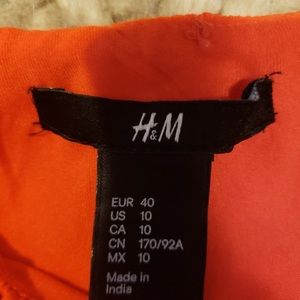 H&M
EUR 40
US 10
CA 10
CN 170/92A
MX 10
Made in
India